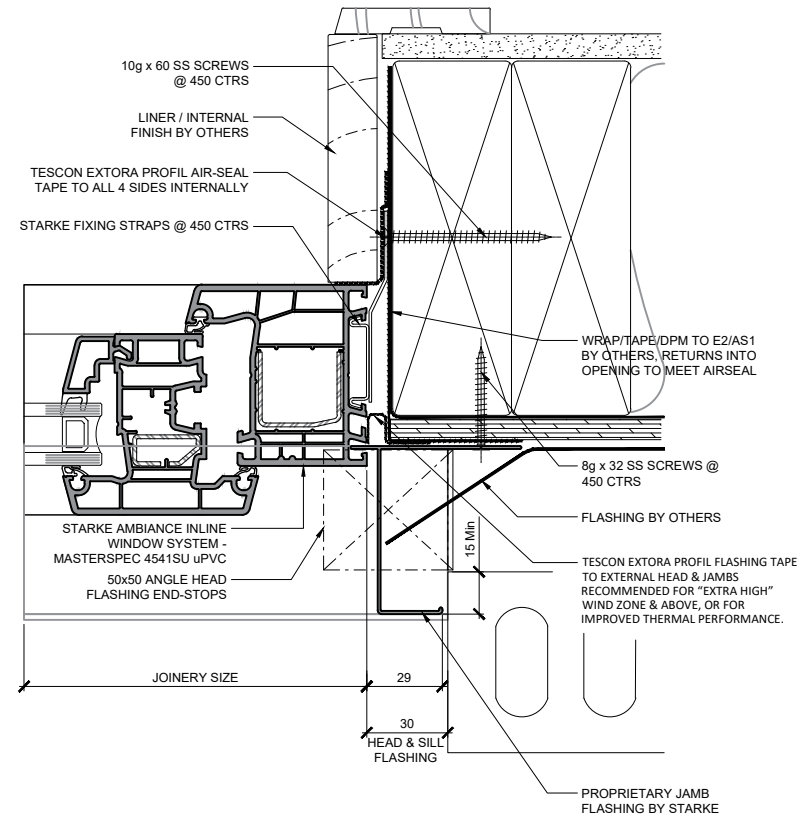 10g x 60 SS SCREWS
@ 450 CTRS
LINER / INTERNAL
FINISH BY OTHERS
TESCON EXTORA PROFIL AIR-SEAL
TAPE TO ALL 4 SIDES INTERNALLY
STARKE FIXING STRAPS @ 450 CTRS
WRAP/TAPE/DPM TO E2/AS1
BY OTHERS, RETURNS INTO
OPENING TO MEET AIRSEAL
8g x 32 SS SCREWS @
450 CTRS
FLASHING BY OTHERS
STARKE AMBIANCE INLINE
WINDOW SYSTEM -
MASTERSPEC 4541SU uPVC
50x50 ANGLE HEAD
FLASHING END-STOPS
15 Min
TESCON EXTORA PROFIL FLASHING TAPE
TO EXTERNAL HEAD & JAMBS
RECOMMENDED FOR "EXTRA HIGH"
WIND ZONE & ABOVE, OR FOR
IMPROVED THERMAL PERFORMANCE.
JOINERY SIZE
29
30
HEAD & SILL
FLASHING
PROPRIETARY JAMB
FLASHING BY STARKE